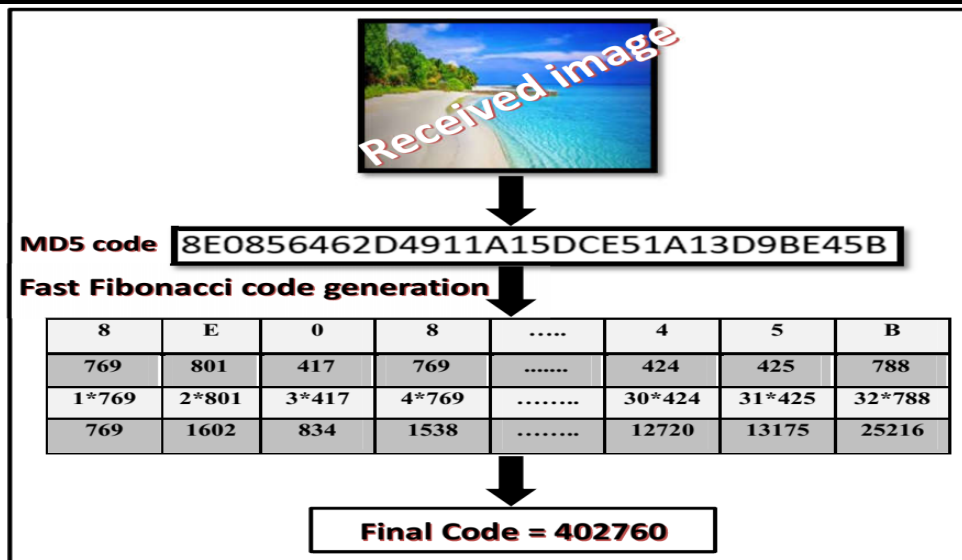 Received image
MD5 code 8E0856462D4911A15DCE51A13D9BE45B
Fast Fibonacci code generation
8 E 0 8 ..... 4 5 B
769 801 417 769 ....... 424 425 788
1*769 2*801 3*417 4*769 ........ 30*424 31*425 32*788
769 1602 834 1538 ........ 12720 13175 25216
Final Code = 402760